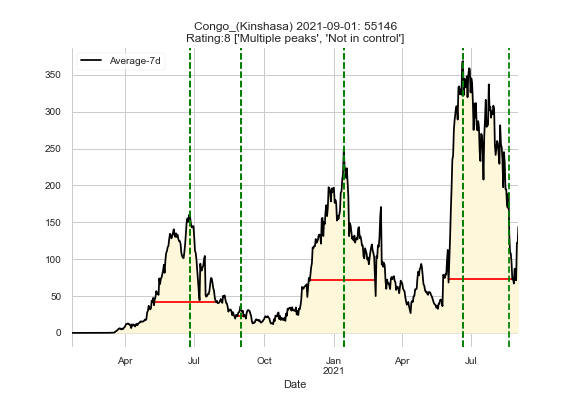 Congo_(Kinshasa) 2021-09-01: 55146
Rating:8 ['Multiple peaks', 'Not in control']
Average-7d
350
300
250
200
150
100
50
0
Apr Jul Oct Jan Apr Jul
2021
Date